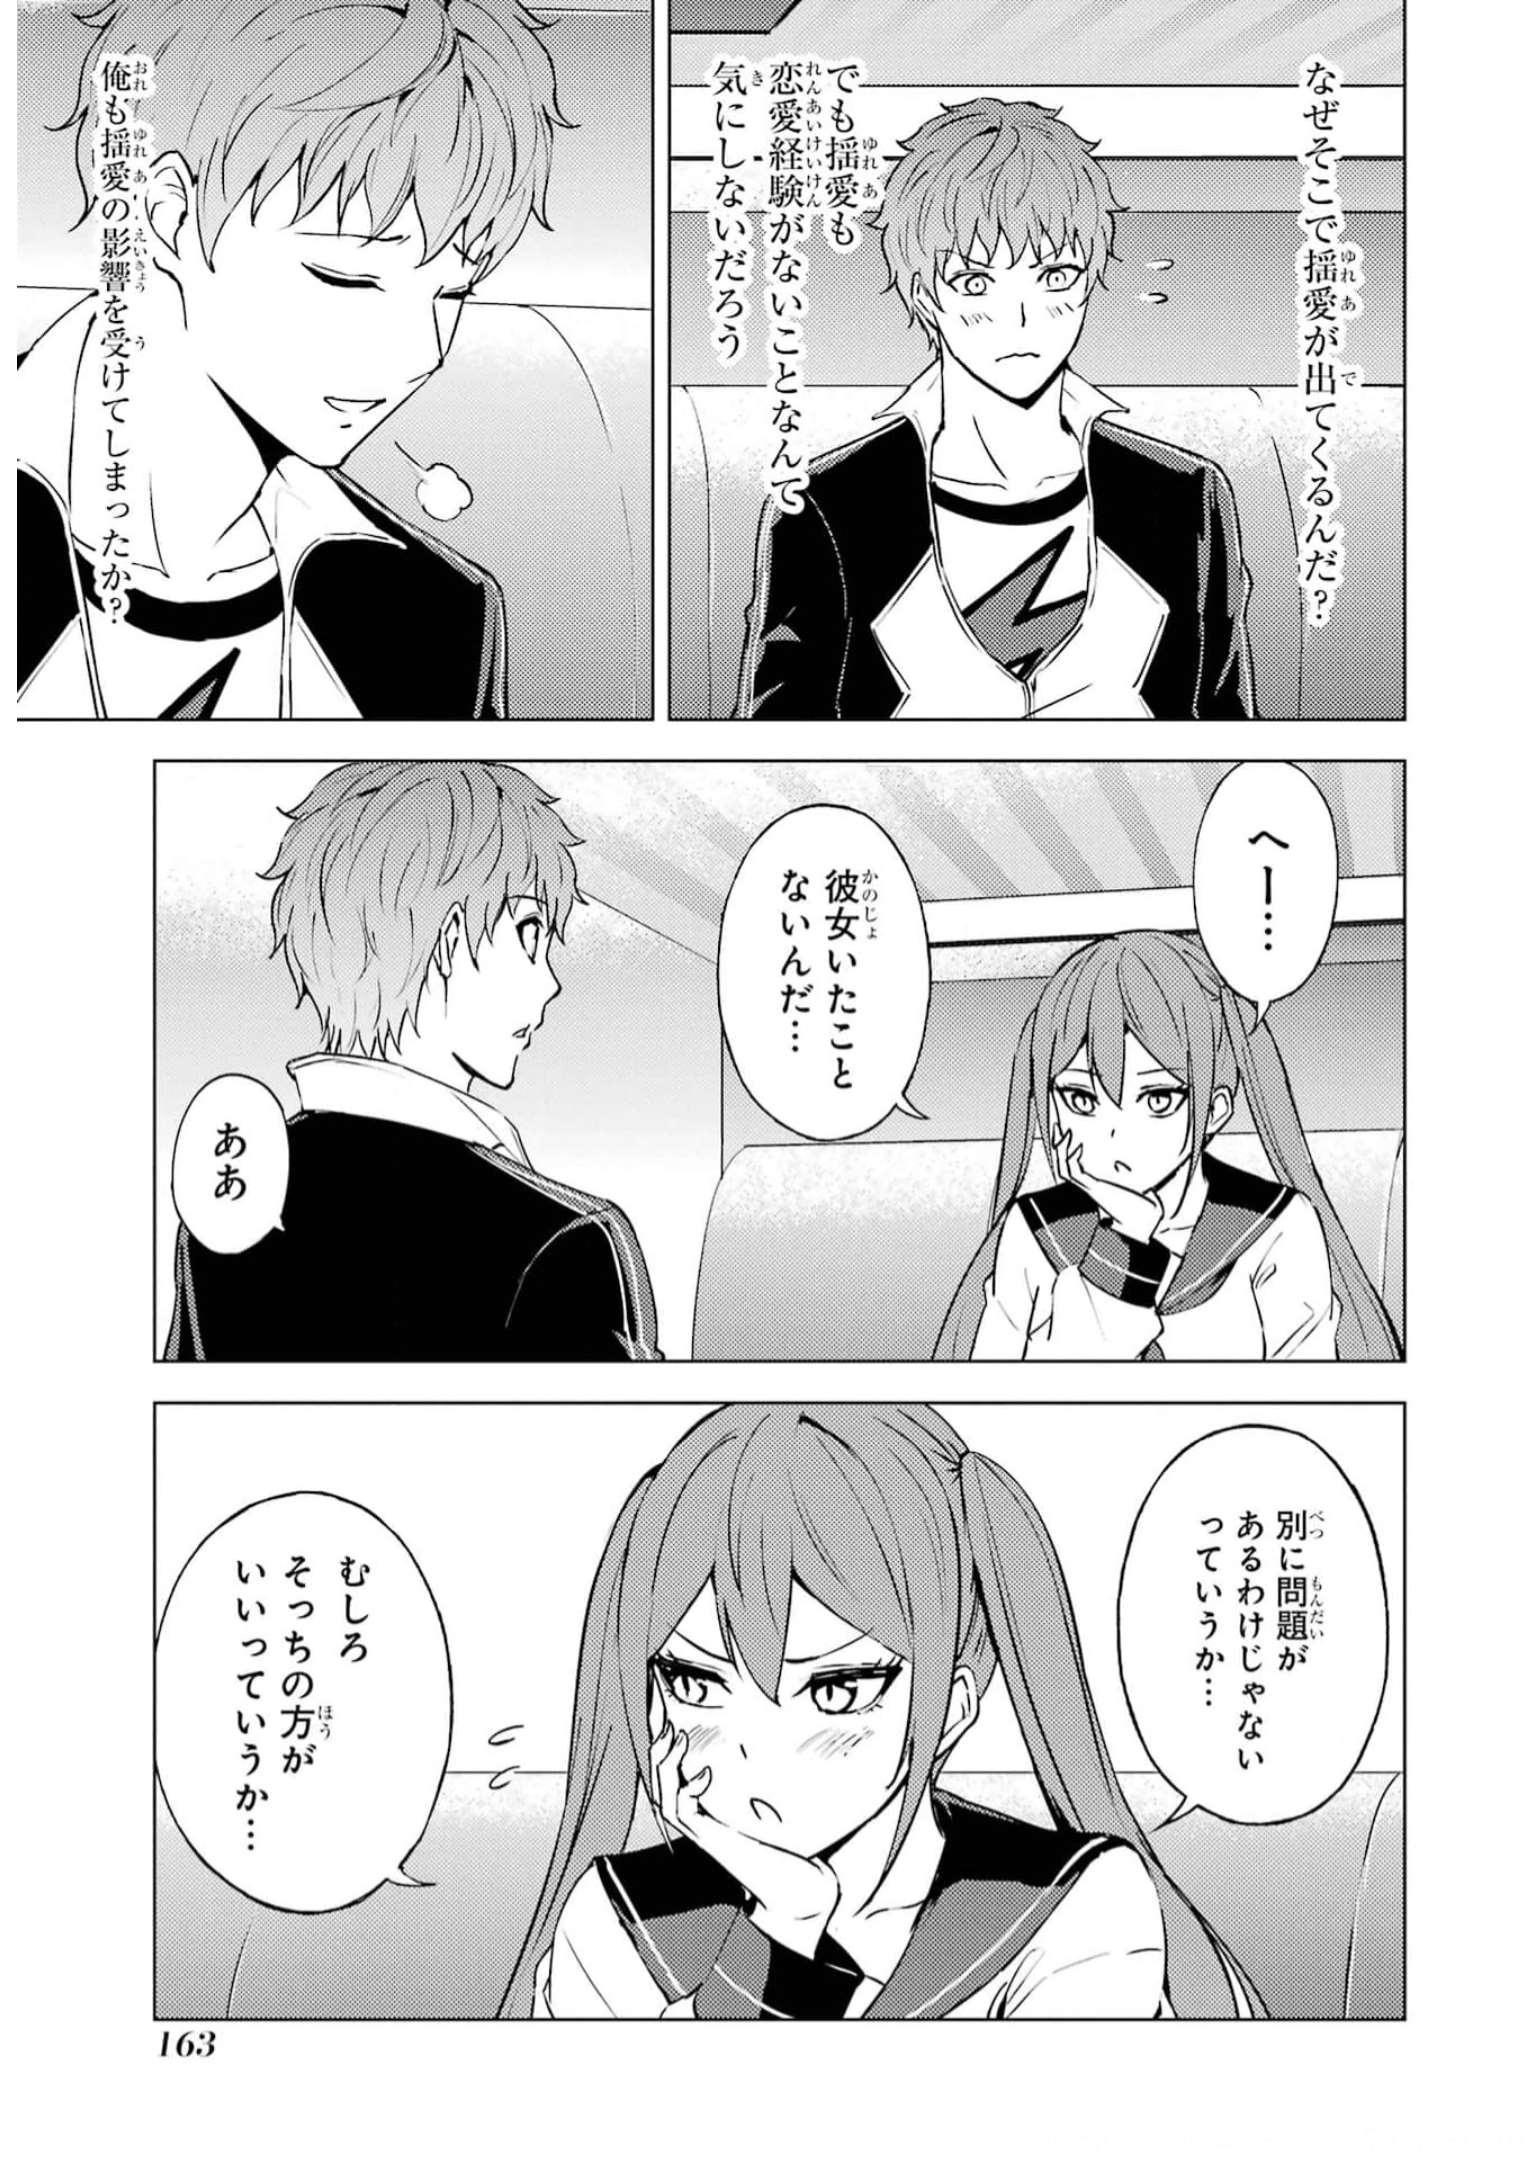 なぜそこで揺愛が出てくるんだ？
でも揺愛も
恋愛経験がないことなんて
気にしないだろう
俺も揺愛の影響を受けてしまったか？
へー…
彼女いたこと
ないんだ…
ああ
別に問題が
あるわけじゃない
っていうか…
むしろ
そっちの方が
いいっていうか…
163